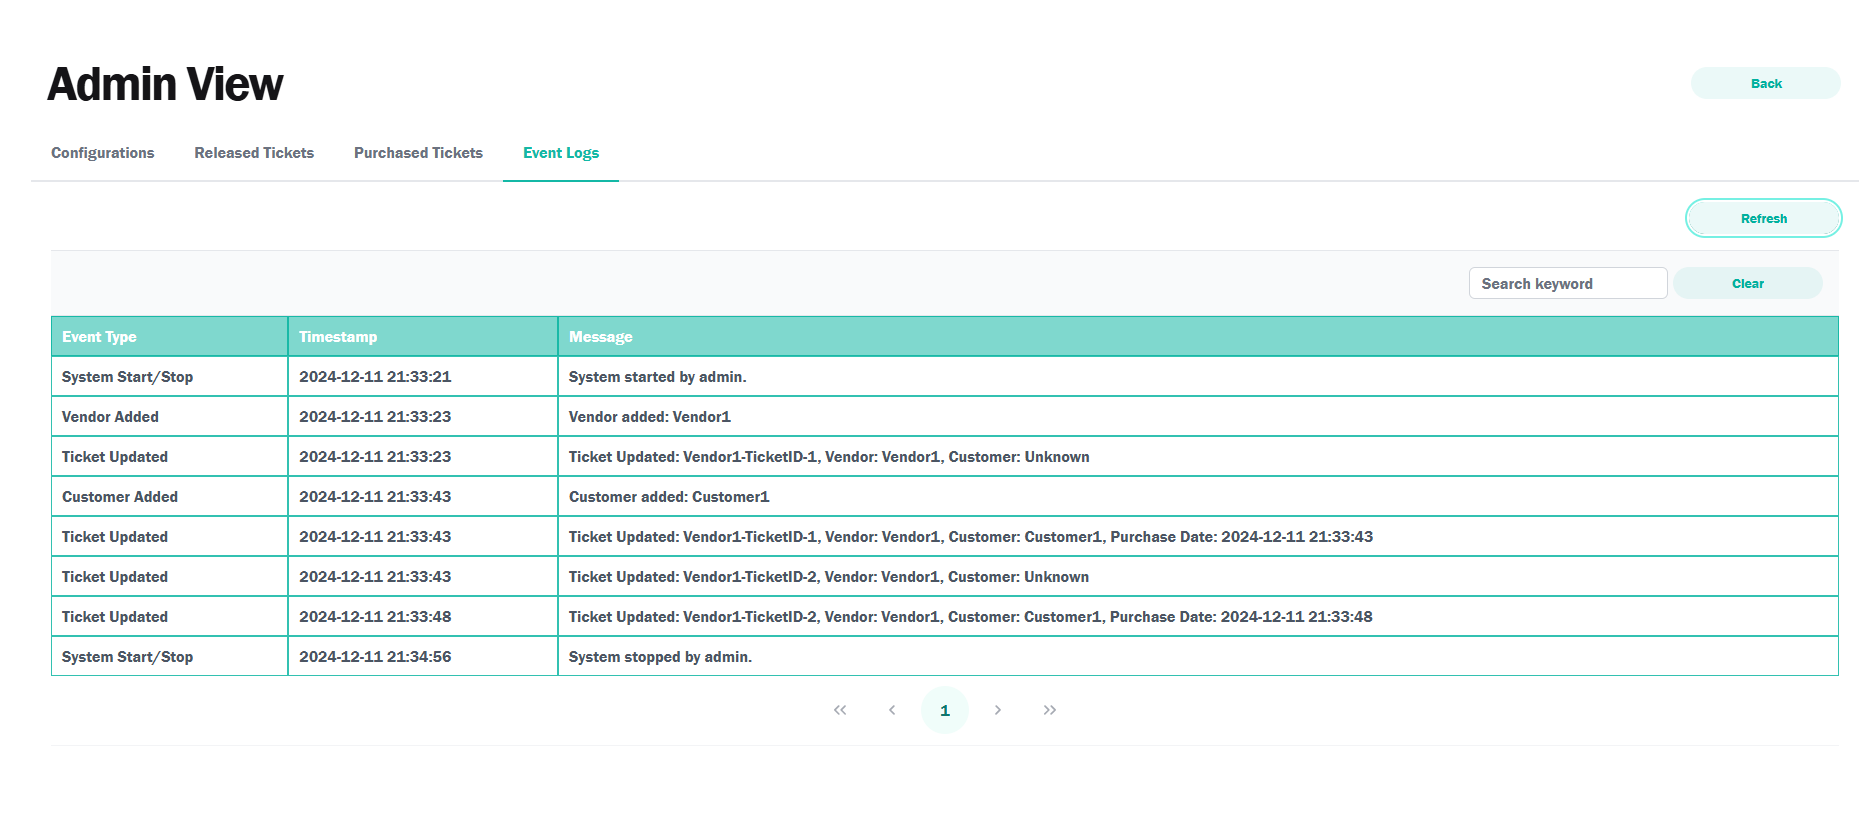 Admin View
Back
Configurations Released Tickets Purchased Tickets Event Logs
Refresh
Search keyword Clear
Event Type Timestamp Message
System Start/Stop 2024-12-11 21:33:21 System started by admin.
Vendor Added 2024-12-11 21:33:23 Vendor added: Vendor1
Ticket Updated 2024-12-11 21:33:23 Ticket Updated: Vendor1-TicketID-1, Vendor: Vendor1, Customer: Unknown
Customer Added 2024-12-11 21:33:43 Customer added: Customer1
Ticket Updated 2024-12-11 21:33:43 Ticket Updated: Vendor1-TicketID-1, Vendor: Vendor1, Customer: Customer1, Purchase Date: 2024-12-11 21:33:43
Ticket Updated 2024-12-11 21:33:43 Ticket Updated: Vendor1-TicketID-2, Vendor: Vendor1, Customer: Unknown
Ticket Updated 2024-12-11 21:33:48 Ticket Updated: Vendor1-TicketID-2, Vendor: Vendor1, Customer: Customer1, Purchase Date: 2024-12-11 21:33:48
System Start/Stop 2024-12-11 21:34:56 System stopped by admin.
1